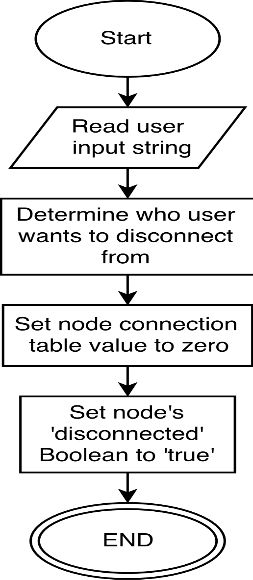 Start
Read user
input string
Determine who user
wants to disconnect
from
Set node connection
table value to zero
Set node's
'disconnected'
Boolean to 'true'
END